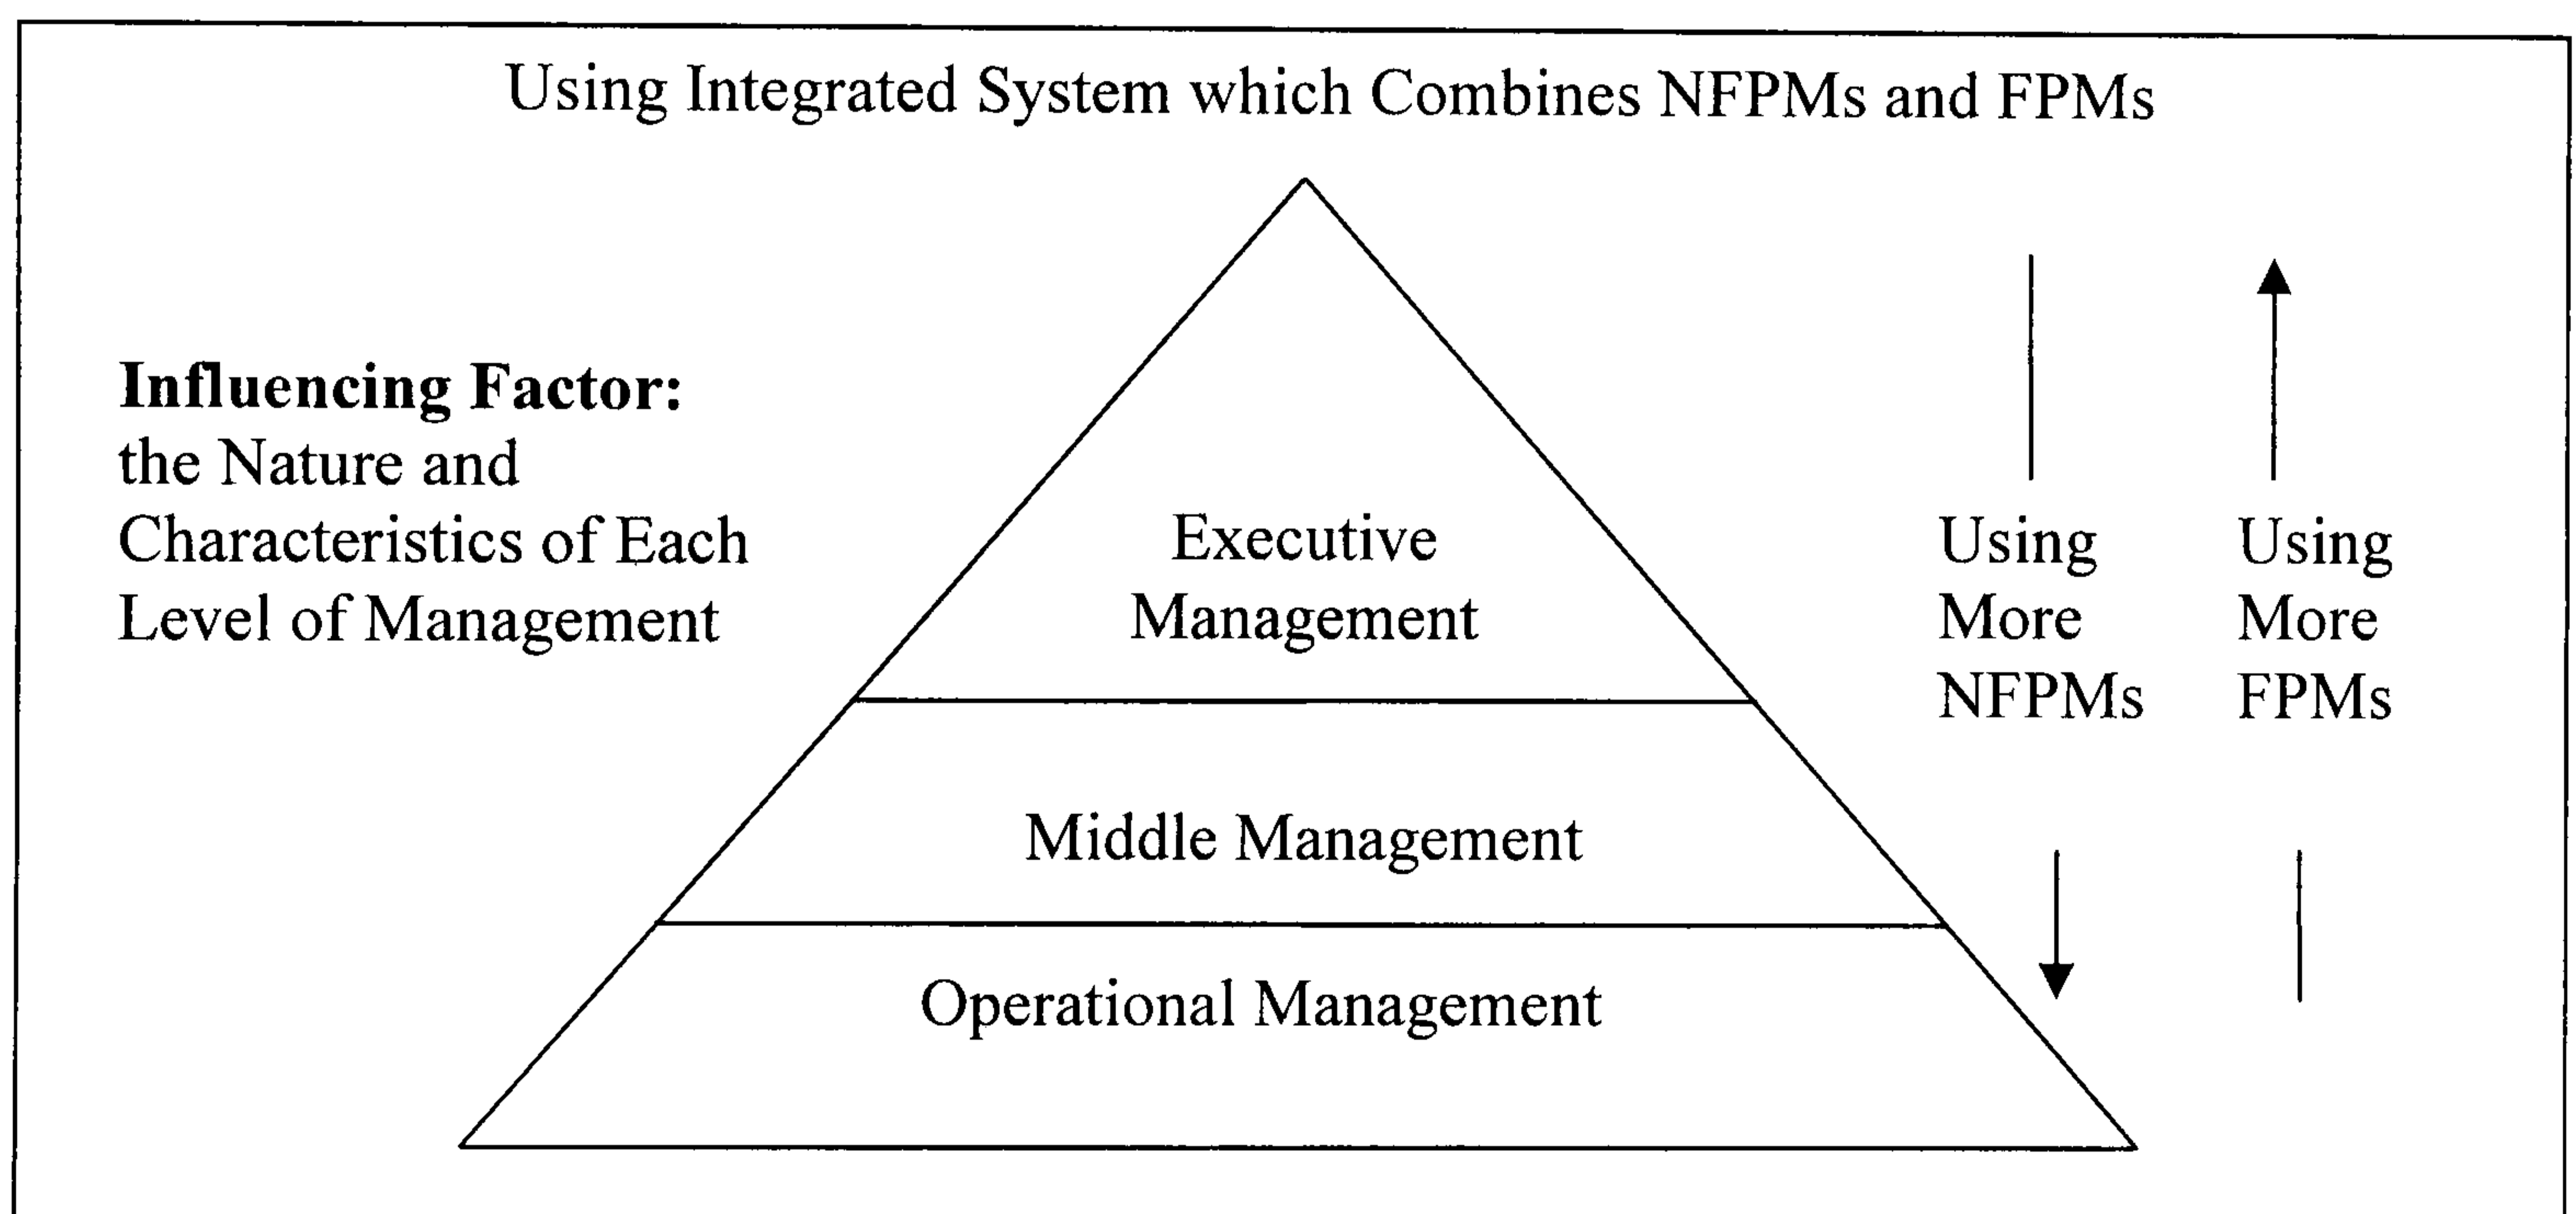 Using Integrated System which Combines NFPMs and FPMs
Influencing Factor:
the Nature and
Characteristics of Each
Level of Management
Executive
Management
Middle Management
Operational Management
Using
More
NFPMs
Using
More
FPMs